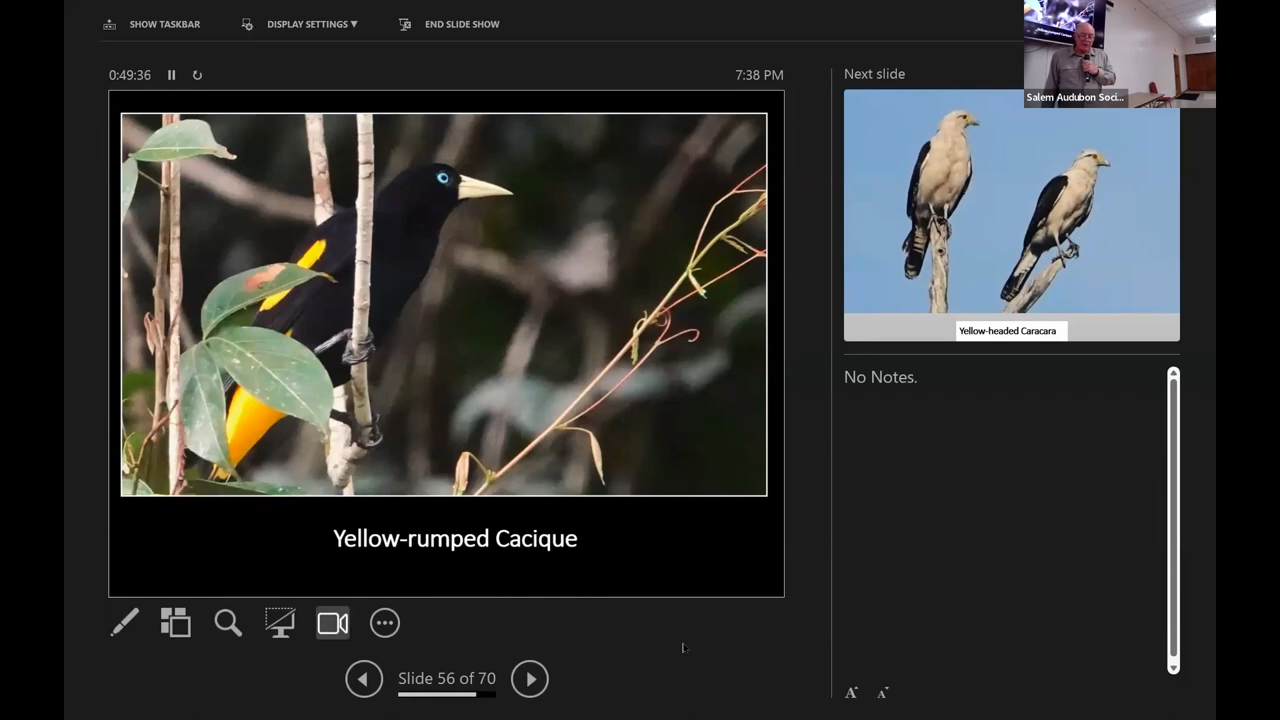 SHOW TASKBAR
DISPLAY SETTINGS ▼
END SLIDE SHOW
0:49:36
7:38 PM
Next slide
Salem Audubon Soci...
Yellow-headed Caracara
No Notes.
Yellow-rumped Cacique
Slide 56 of 70
A
A